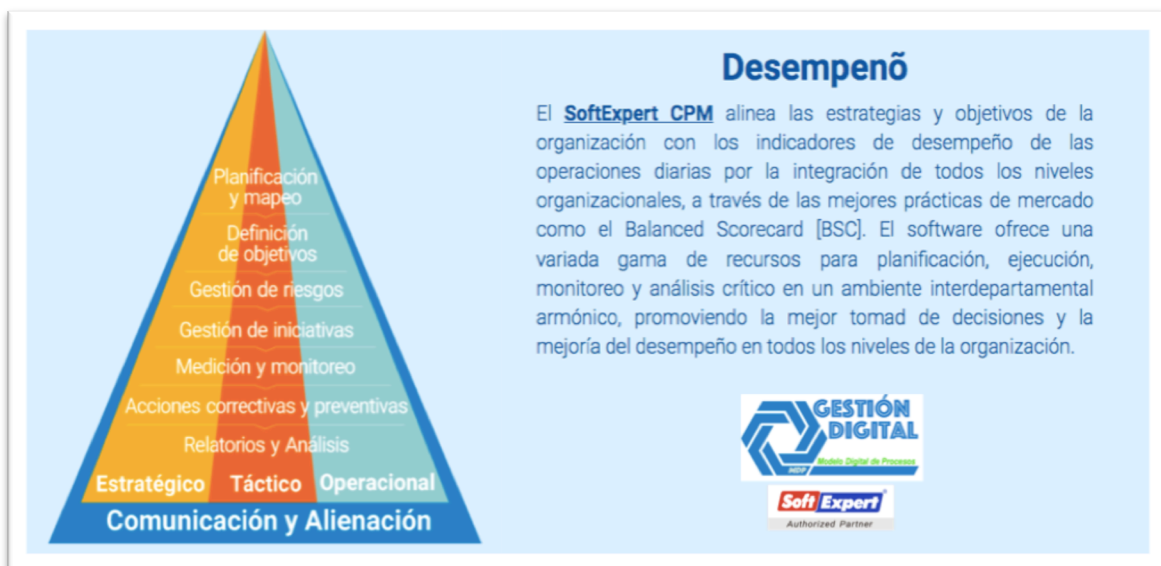 Desempenõ
El SoftExpert CPM alinea las estrategias y objetivos de la
organización con los indicadores de desempeño de las
operaciones diarias por la integración de todos los niveles
organizacionales, a través de las mejores prácticas de mercado
como el Balanced Scorecard [BSC]. El software ofrece una
variada gama de recursos para planificación, ejecución,
monitoreo y análisis crítico en un ambiente interdepartamental
armónico, promoviendo la mejor tomad de decisiones y la
mejoría del desempeño en todos los niveles de la organización.
Planificación
y mapeo
Definición
de objetivos
Gestión de riesgos
Gestión de iniciativas
Medición y monitoreo
Acciones correctivas y preventivas
Relatorios y Análisis
Estratégico Táctico Operacional
Comunicación y Alienación
GESTIÓN
DIGITAL
MDP Modelo Digital de Procesos
Soft Expert®
Authorized Partner